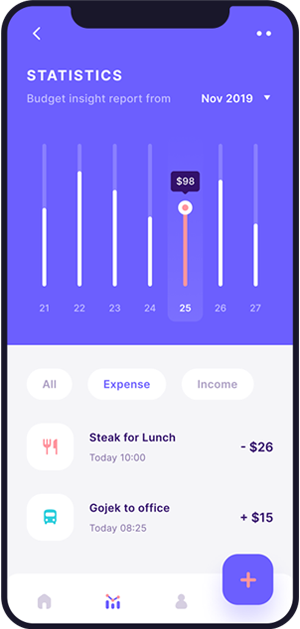 STATISTICS
Budget insight report from Nov 2019
$98
21 22 23 24 25 26 27
All Expense Income
Steak for Lunch - $26
Today 10:00
Gojek to office + $15
Today 08:25